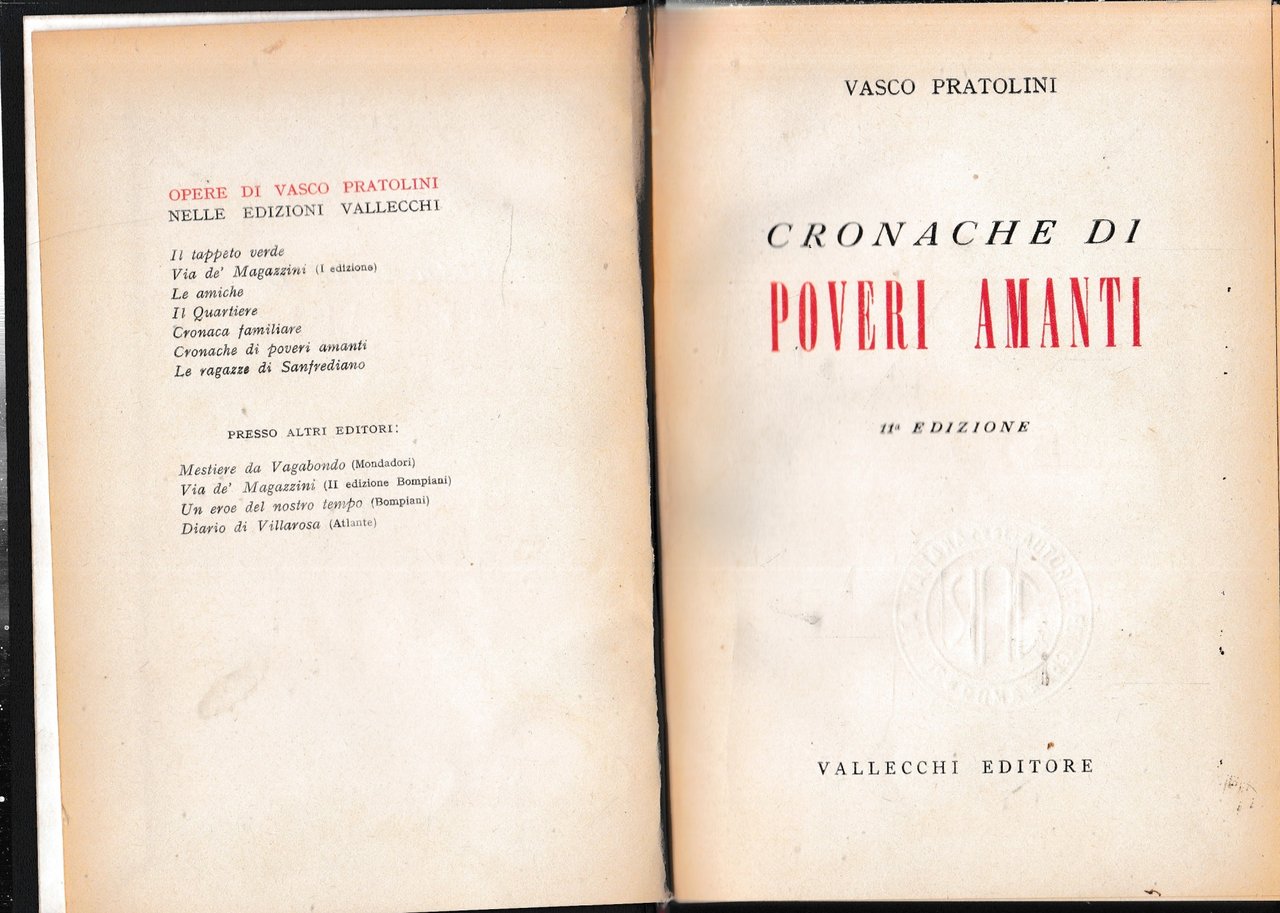 OPERE DI VASCO PRATOLINI
NELLE EDIZIONI VALLECCHI
Il tappeto verde
Via de' Magazzini (I edizione)
Le amiche
Il Quartiere
Cronaca familiare
Cronache di poveri amanti
Le ragazze di Sanfrediano
PRESSO ALTRI EDITORI:
Mestiere da Vagabondo (Mondadori)
Via de' Magazzini (II edizione Bompiani)
Un eroe del nostro tempo (Bompiani)
Diario di Villarosa (Atlante)
VASCO PRATOLINI
CRONACHE DI
POVERI AMANTI
11ª EDIZIONE
VALLECCHI EDITORE